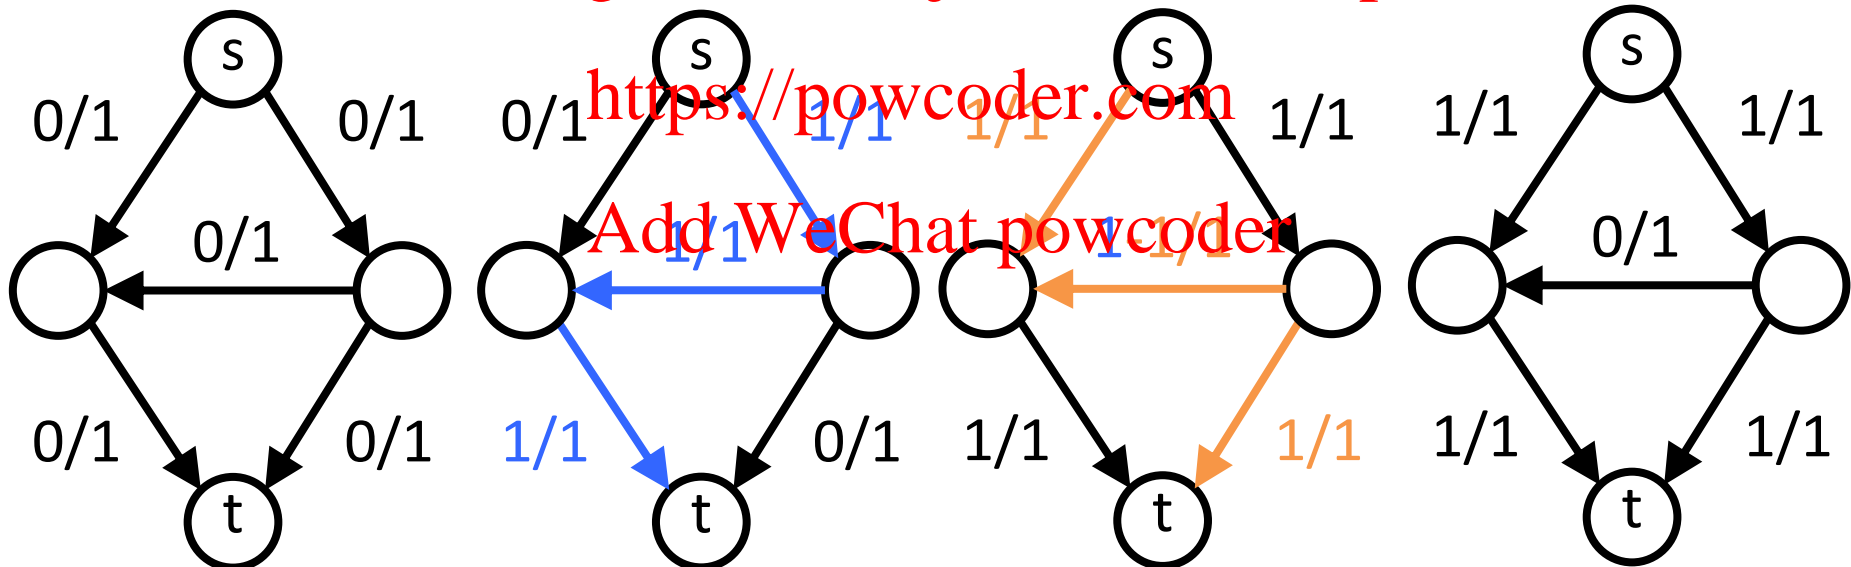 s s s s
0/1 0/1 0/1 1/1 1/1 1/1 1/1 1/1
https://powcoder.com
Add WeChat powcoder
0/1 1/1 1-1/1 0/1
0/1 0/1 1/1 0/1 1/1 1/1 1/1 1/1
t t t t